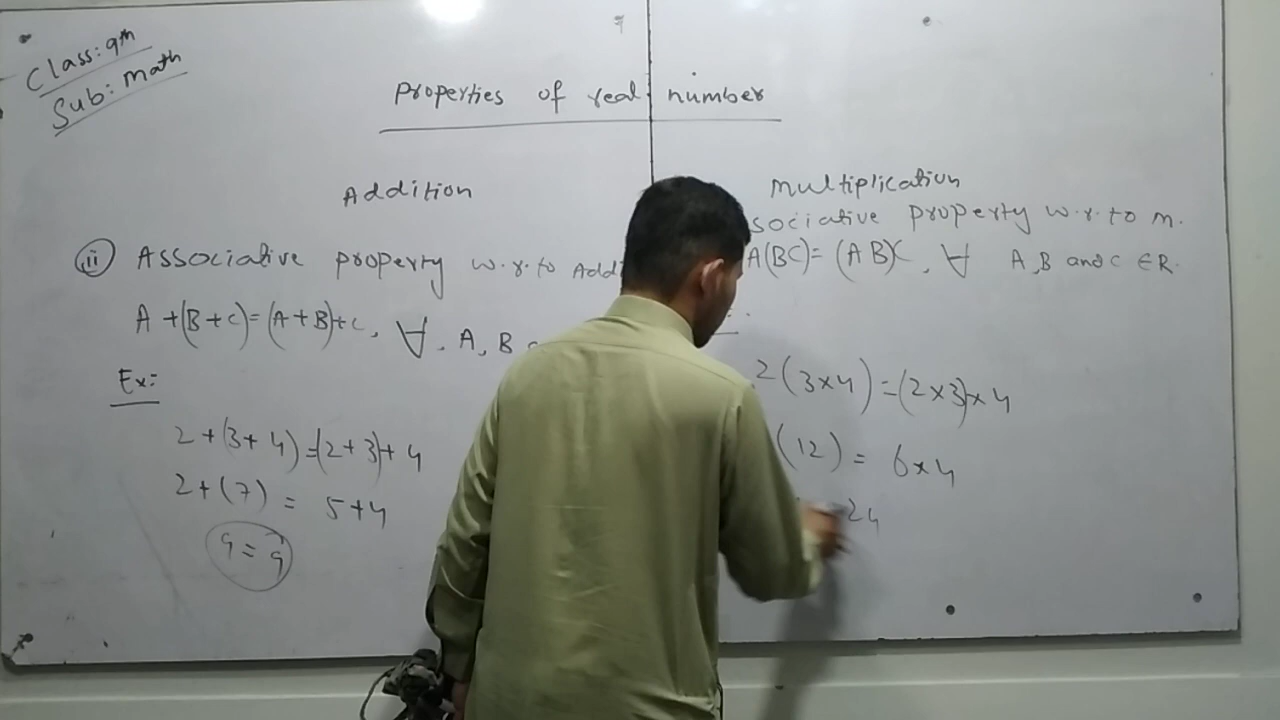 Class: 9th
Sub: Math
Properties of real number
Addition
(ii) Associative property w.r.to Addi
A+(B+C)=(A+B)+C, ∀, A, B
Ex:
2+(3+4)=(2+3)+4
2+(7) = 5+4
9=9
Multiplication
sociative property w.r.to m.
A(BC)=(AB)C, ∀ A,B and C ∈R.
2(3×4)=(2×3)×4
(12) = 6×4
24